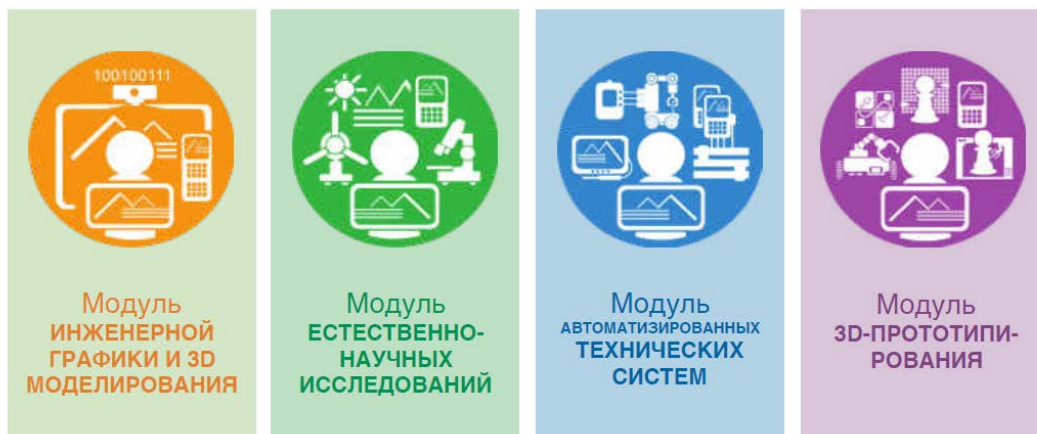 100100111
Модуль
ИНЖЕНЕРНОЙ
ГРАФИКИ И 3D
МОДЕЛИРОВАНИЯ
Модуль
ЕСТЕСТВЕННО-
НАУЧНЫХ
ИССЛЕДОВАНИЙ
Модуль
АВТОМАТИЗИРОВАННЫХ
ТЕХНИЧЕСКИХ
СИСТЕМ
Модуль
3D-ПРОТОТИПИ-
РОВАНИЯ